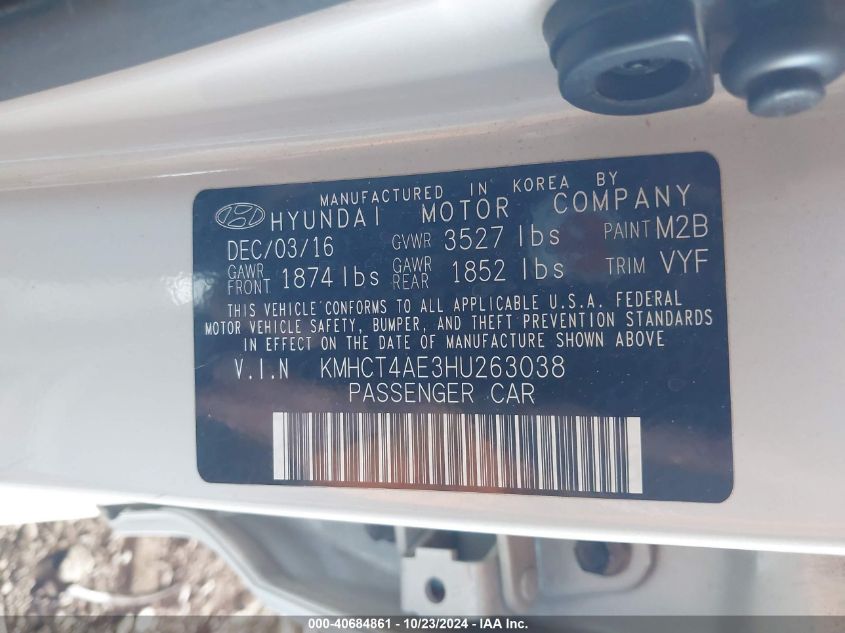 MANUFACTURED IN KOREA BY
HYUNDAI MOTOR COMPANY
DEC/03/16 GVWR 3527 lbs PAINT M2B
GAWR FRONT 1874 lbs GAWR REAR 1852 lbs TRIM VYF
THIS VEHICLE CONFORMS TO ALL APPLICABLE U.S.A. FEDERAL
MOTOR VEHICLE SAFETY, BUMPER, AND THEFT PREVENTION STANDARDS
IN EFFECT ON THE DATE OF MANUFACTURE SHOWN ABOVE
V.I.N KMHCT4AE3HU263038
PASSENGER CAR
000-40684861 - 10/23/2024 - IAA Inc.